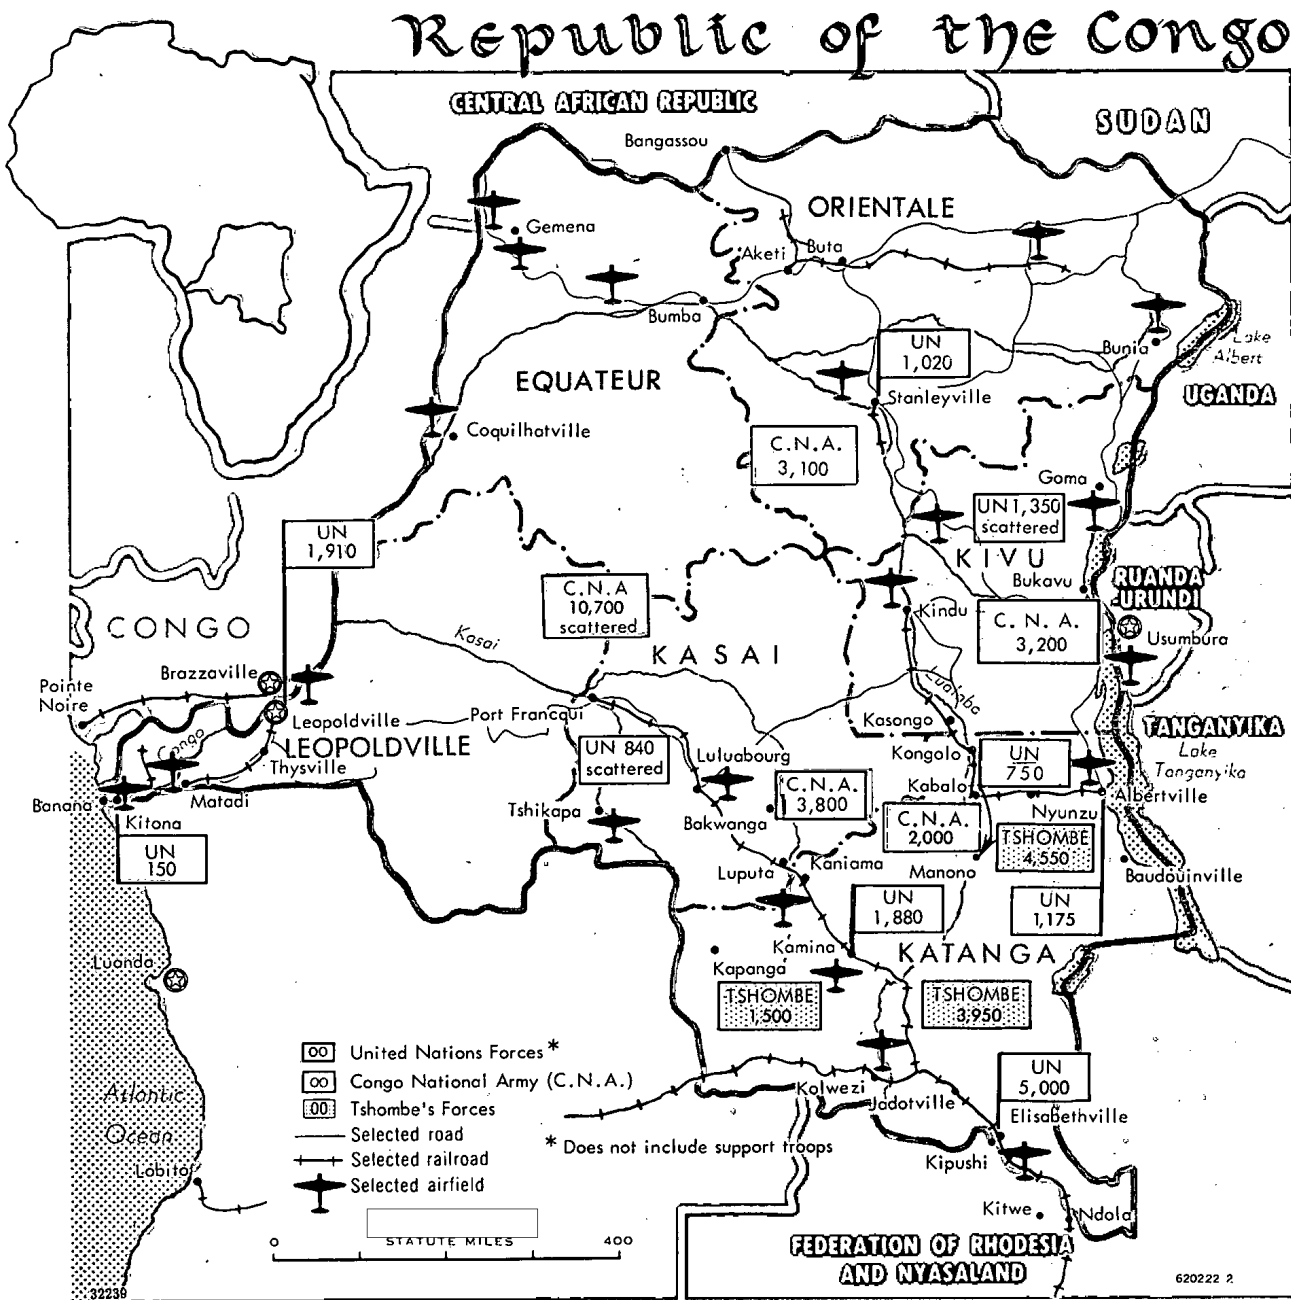 Republic of the Congo
CENTRAL AFRICAN REPUBLIC
SUDAN
Bangassou
ORIENTALE
Gemena
Aketi
Buta
Bumba
Bunia
Lake
Albert
UN
1,020
EQUATEUR
UGANDA
Stanleyville
Coquilhatville
C.N.A.
3,100
Goma
UN 1,350
scattered
UN
1,910
KIVU
C.N.A
10,700
scattered
Bukavu
RUANDA
-URUNDI
CONGO
Kindu
C. N. A.
3,200
Usumbura
Kasai
KASAI
Brazzaville
Lualaba
Pointe
Noire
Leopoldville
Port Francqui
Kasongo
TANGANYIKA
Congo
LEOPOLDVILLE
UN 840
scattered
Luluabourg
Kongolo
UN
750
Lake
Tanganyika
Thysville
Banana
Matadi
C.N.A.
3,800
Kabalo
Albertville
Kitona
Tshikapa
Bakwanga
C.N.A.
2,000
Nyunzu
TSHOMBE
4,550
UN
150
Luputa
Kaniama
Manono
Baudouinville
UN
1,880
UN
1,175
Kamina
KATANGA
Luanda
Kapanga
TSHOMBE
1,500
TSHOMBE
3,950
00 United Nations Forces*
00 Congo National Army (C.N.A.)
00 Tshombe's Forces
Selected road
Selected railroad
Selected airfield
* Does not include support troops
UN
5,000
Kolwezi
Jadotville
Elisabethville
Atlantic
Ocean
Lobito
Kipushi
Kitwe
Ndola
STATUTE MILES
0 400
FEDERATION OF RHODESIA
AND NYASALAND
620222 2
32239